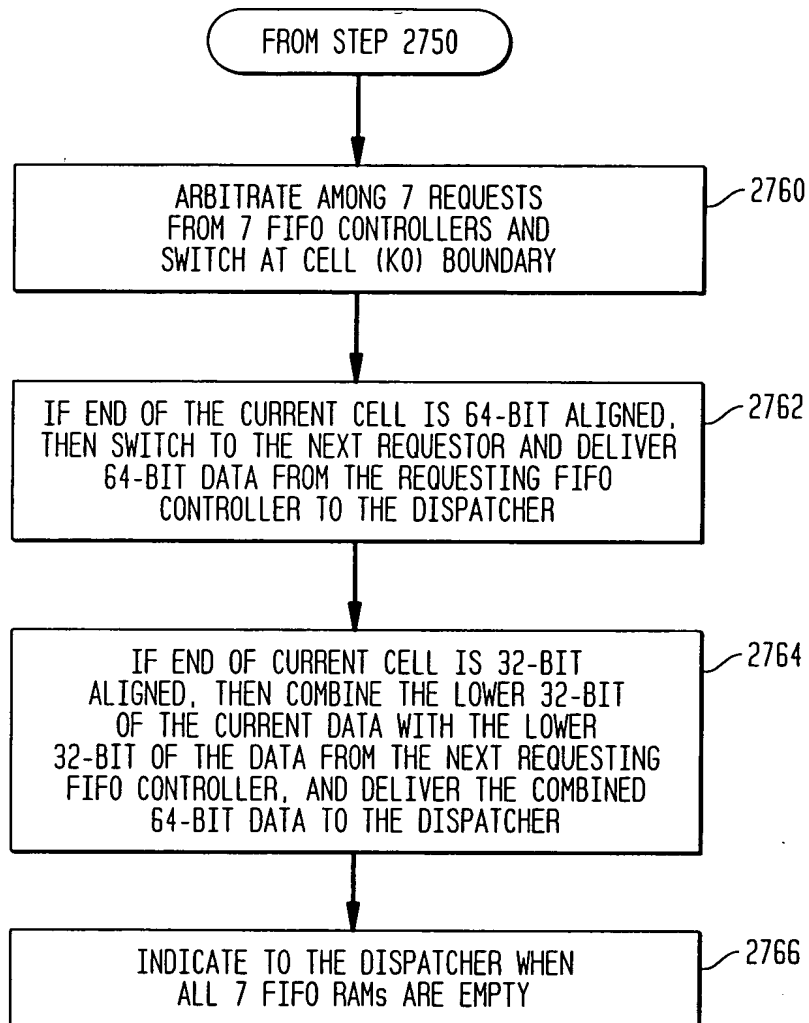 FROM STEP 2750
ARBITRATE AMONG 7 REQUESTS
FROM 7 FIFO CONTROLLERS AND
SWITCH AT CELL (K0) BOUNDARY
2760
IF END OF THE CURRENT CELL IS 64-BIT ALIGNED,
THEN SWITCH TO THE NEXT REQUESTOR AND DELIVER
64-BIT DATA FROM THE REQUESTING FIFO
CONTROLLER TO THE DISPATCHER
2762
IF END OF CURRENT CELL IS 32-BIT
ALIGNED, THEN COMBINE THE LOWER 32-BIT
OF THE CURRENT DATA WITH THE LOWER
32-BIT OF THE DATA FROM THE NEXT REQUESTING
FIFO CONTROLLER, AND DELIVER THE COMBINED
64-BIT DATA TO THE DISPATCHER
2764
INDICATE TO THE DISPATCHER WHEN
ALL 7 FIFO RAMs ARE EMPTY
2766